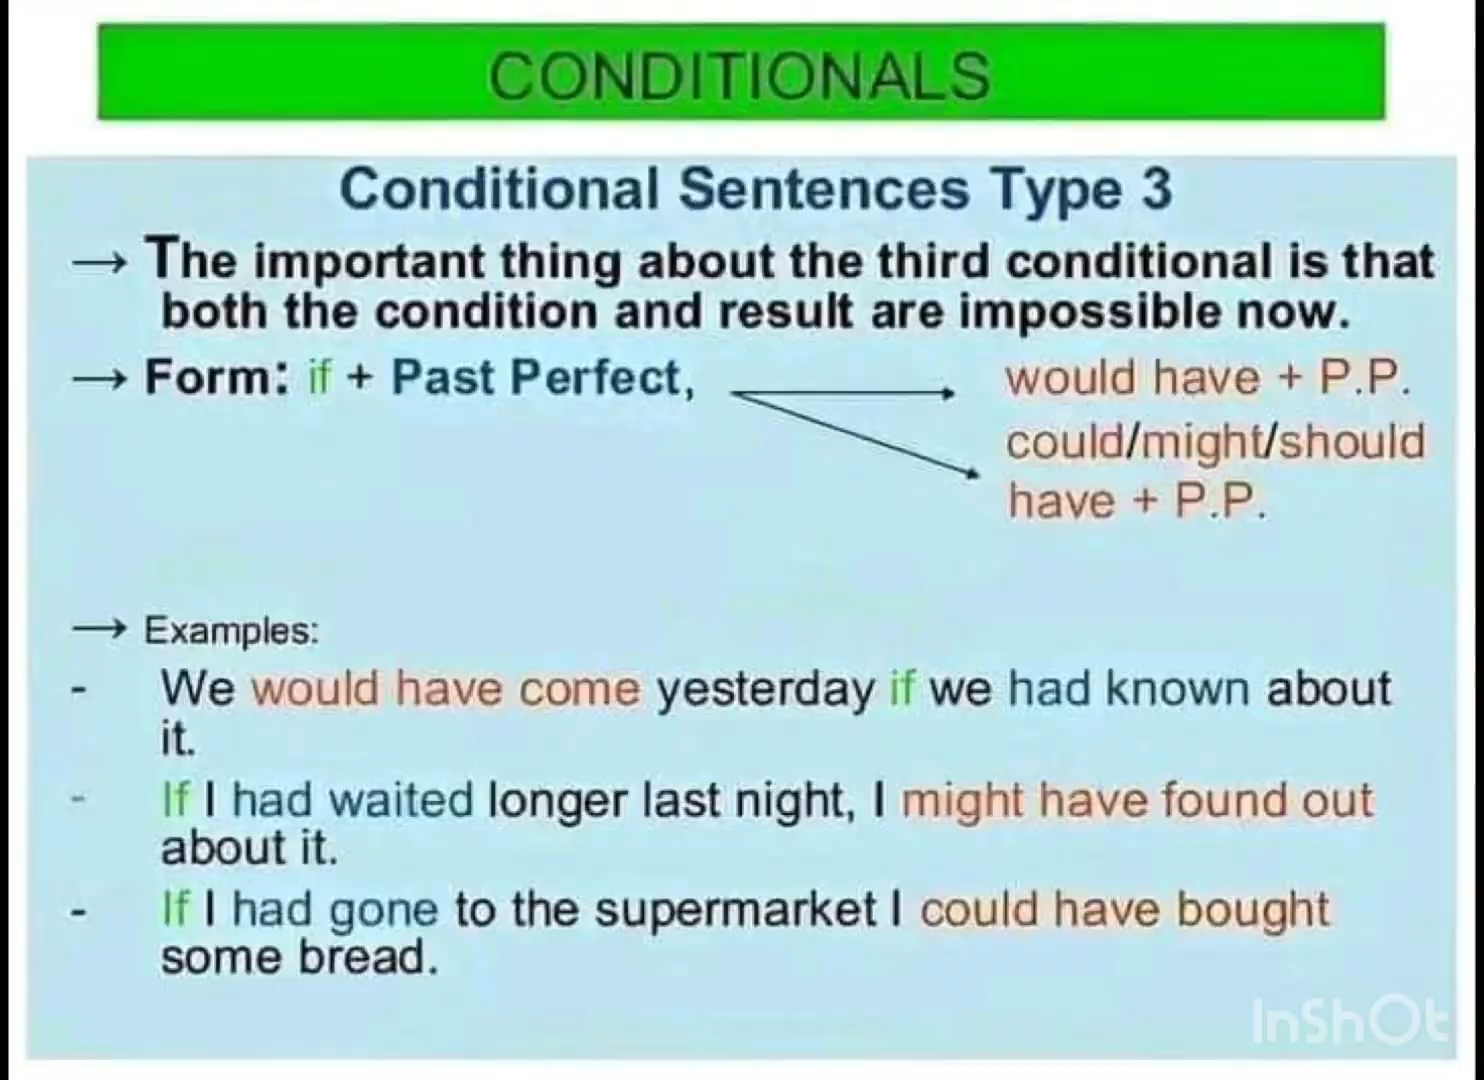 CONDITIONALS
Conditional Sentences Type 3
→ The important thing about the third conditional is that
both the condition and result are impossible now.
→ Form: if + Past Perfect, would have + P.P.
could/might/should
have + P.P.
→ Examples:
- We would have come yesterday if we had known about
it.
- If I had waited longer last night, I might have found out
about it.
- If I had gone to the supermarket I could have bought
some bread.
InShOt